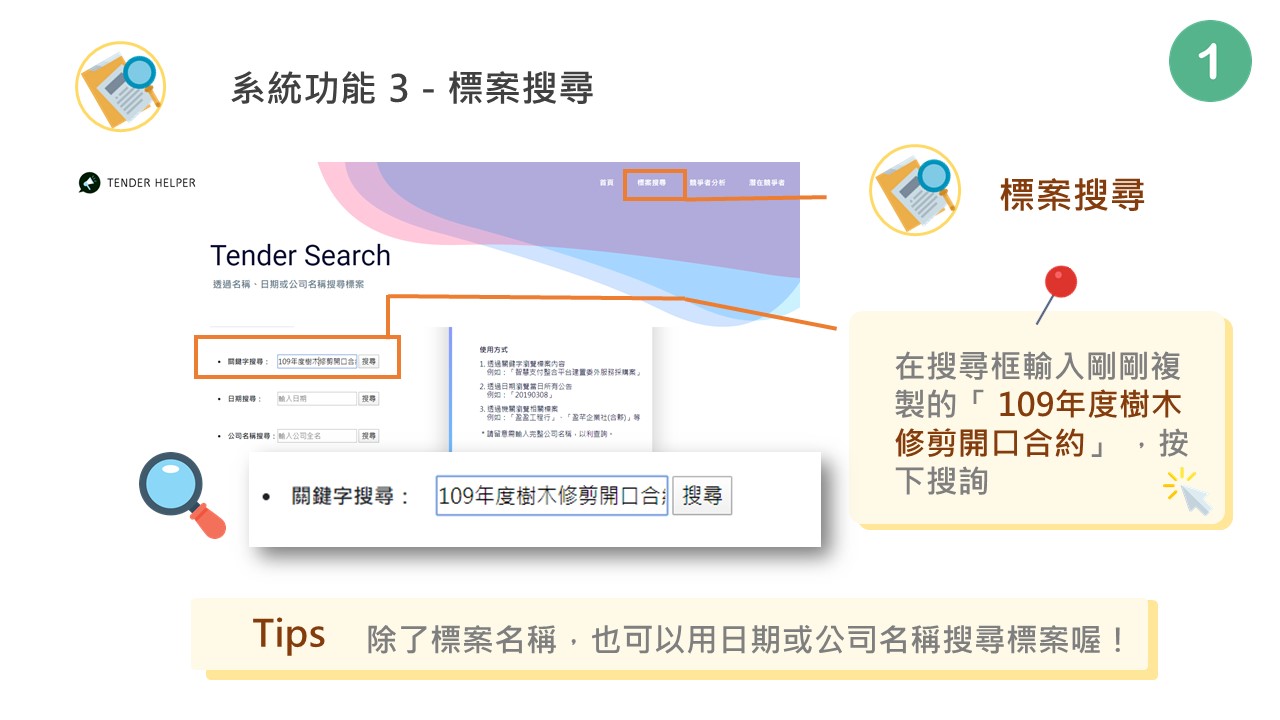 系統功能 3 - 標案搜尋
1
TENDER HELPER
首頁 標案搜尋 競爭者分析 潛在競爭者
標案搜尋
Tender Search
透過名稱、日期或公司名稱搜尋標案
• 關鍵字搜尋： 109年度樹木修剪開口合 搜尋
• 日期搜尋： 輸入日期 搜尋
• 公司名稱搜尋： 輸入公司全名 搜尋
使用方式
1. 透過關鍵字瀏覽標案內容
例如：「智慧支付整合平台建置委外服務採購案」
2. 透過日期瀏覽當日所有公告
例如：「20190308」
3. 透過機關瀏覽相關標案
例如：「盈盈工程行」、「盈芊企業社(合夥)」等
*請留意需輸入完整公司名稱，以利查詢。
在搜尋框輸入剛剛複
製的「 109年度樹木
修剪開口合約」 ，按
下搜詢
• 關鍵字搜尋： 109年度樹木修剪開口合 搜尋
Tips 除了標案名稱，也可以用日期或公司名稱搜尋標案喔！